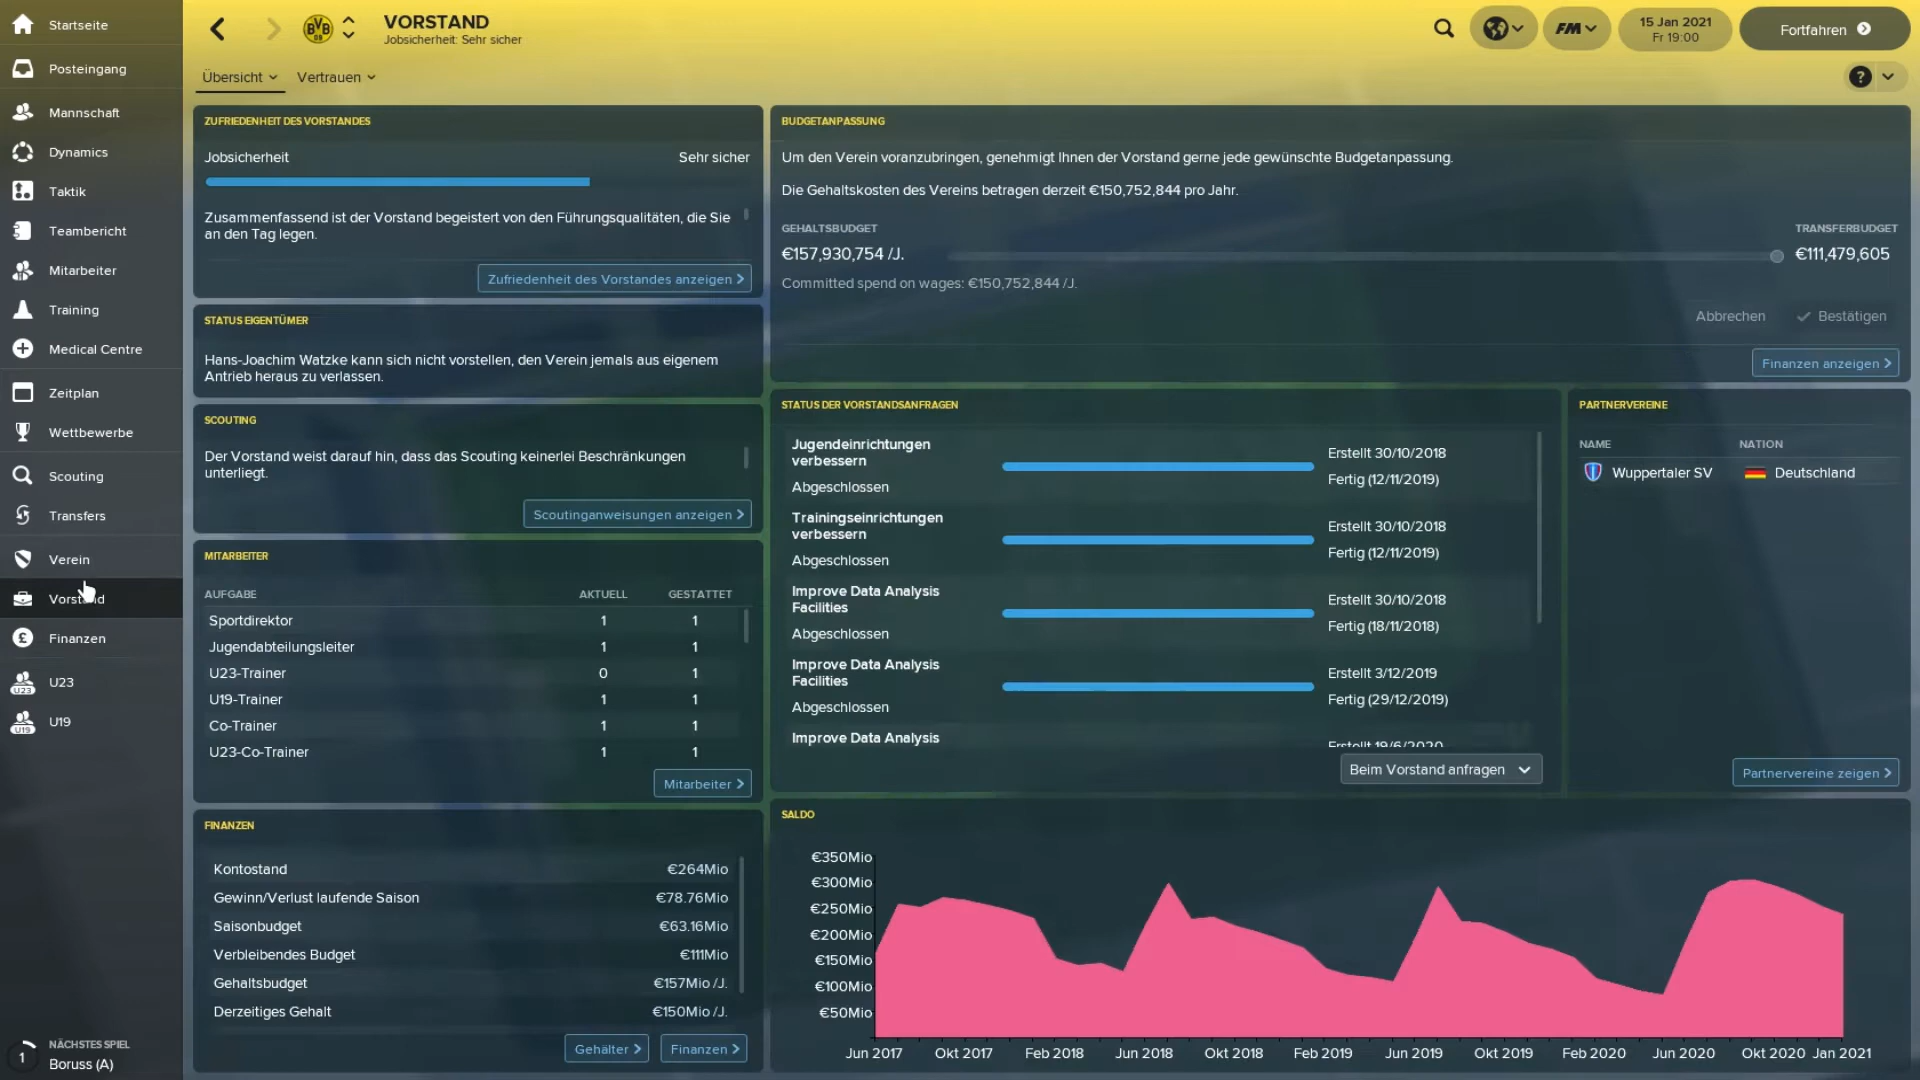 Startseite
Posteingang
Mannschaft
Dynamics
Taktik
Teambericht
Mitarbeiter
Training
Medical Centre
Zeitplan
Wettbewerbe
Scouting
Transfers
Verein
Vorstand
Finanzen
U23
U19
NÄCHSTES SPIEL
1 Boruss (A)
BVB 09
VORSTAND
Jobsicherheit: Sehr sicher
FM
15 Jan 2021
Fr 19:00
Fortfahren
Übersicht Vertrauen
?
ZUFRIEDENHEIT DES VORSTANDES
Jobsicherheit Sehr sicher
Zusammenfassend ist der Vorstand begeistert von den Führungsqualitäten, die Sie
an den Tag legen.
Zufriedenheit des Vorstandes anzeigen
STATUS EIGENTÜMER
Hans-Joachim Watzke kann sich nicht vorstellen, den Verein jemals aus eigenem
Antrieb heraus zu verlassen.
SCOUTING
Der Vorstand weist darauf hin, dass das Scouting keinerlei Beschränkungen
unterliegt.
Scoutinganweisungen anzeigen
MITARBEITER
AUFGABE AKTUELL GESTATTET
Sportdirektor 1 1
Jugendabteilungsleiter 1 1
U23-Trainer 0 1
U19-Trainer 1 1
Co-Trainer 1 1
U23-Co-Trainer 1 1
Mitarbeiter
FINANZEN
Kontostand €264Mio
Gewinn/Verlust laufende Saison €78.76Mio
Saisonbudget €63.16Mio
Verbleibendes Budget €111Mio
Gehaltsbudget €157Mio /J.
Derzeitiges Gehalt €150Mio /J.
Gehälter Finanzen
BUDGETANPASSUNG
Um den Verein voranzubringen, genehmigt Ihnen der Vorstand gerne jede gewünschte Budgetanpassung.
Die Gehaltskosten des Vereins betragen derzeit €150,752,844 pro Jahr.
GEHALTSBUDGET TRANSFERBUDGET
€157,930,754 /J. €111,479,605
Committed spend on wages: €150,752,844 /J.
Abbrechen Bestätigen
Finanzen anzeigen
STATUS DER VORSTANDSANFRAGEN
Jugendeinrichtungen
verbessern
Abgeschlossen
Erstellt 30/10/2018
Fertig (12/11/2019)
Trainingseinrichtungen
verbessern
Abgeschlossen
Erstellt 30/10/2018
Fertig (12/11/2019)
Improve Data Analysis
Facilities
Abgeschlossen
Erstellt 30/10/2018
Fertig (18/11/2018)
Improve Data Analysis
Facilities
Abgeschlossen
Erstellt 3/12/2019
Fertig (29/12/2019)
Improve Data Analysis
Erstellt 19/6/2020
Beim Vorstand anfragen
PARTNERVEREINE
NAME NATION
Wuppertaler SV Deutschland
Partnervereine zeigen
SALDO
€350Mio
€300Mio
€250Mio
€200Mio
€150Mio
€100Mio
€50Mio
Jun 2017 Okt 2017 Feb 2018 Jun 2018 Okt 2018 Feb 2019 Jun 2019 Okt 2019 Feb 2020 Jun 2020 Okt 2020 Jan 2021